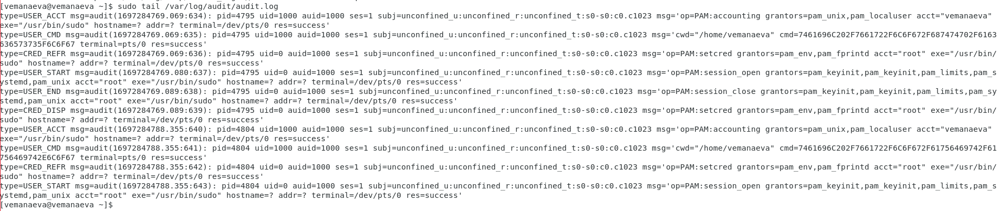 [vemanaeva@vemanaeva ~]$ sudo tail /var/log/audit/audit.log
type=USER_ACCT msg=audit(1697284769.069:634): pid=4795 uid=1000 auid=1000 ses=1 subj=unconfined_u:unconfined_r:unconfined_t:s0-s0:c0.c1023 msg='op=PAM:accounting grantors=pam_unix,pam_localuser acct="vemanaeva"
exe="/usr/bin/sudo" hostname=? addr=? terminal=/dev/pts/0 res=success'
type=USER_CMD msg=audit(1697284769.069:635): pid=4795 uid=1000 auid=1000 ses=1 subj=unconfined_u:unconfined_r:unconfined_t:s0-s0:c0.c1023 msg='cwd="/home/vemanaeva" cmd=7461696C202F7661722F6C6F672F687474702F6163
636573735F6C6F67 terminal=pts/0 res=success'
type=CRED_REFR msg=audit(1697284769.069:636): pid=4795 uid=0 auid=1000 ses=1 subj=unconfined_u:unconfined_r:unconfined_t:s0-s0:c0.c1023 msg='op=PAM:setcred grantors=pam_env,pam_fprintd acct="root" exe="/usr/bin/
sudo" hostname=? addr=? terminal=/dev/pts/0 res=success'
type=USER_START msg=audit(1697284769.080:637): pid=4795 uid=0 auid=1000 ses=1 subj=unconfined_u:unconfined_r:unconfined_t:s0-s0:c0.c1023 msg='op=PAM:session_open grantors=pam_keyinit,pam_keyinit,pam_limits,pam_s
ystemd,pam_unix acct="root" exe="/usr/bin/sudo" hostname=? addr=? terminal=/dev/pts/0 res=success'
type=USER_END msg=audit(1697284769.089:638): pid=4795 uid=0 auid=1000 ses=1 subj=unconfined_u:unconfined_r:unconfined_t:s0-s0:c0.c1023 msg='op=PAM:session_close grantors=pam_keyinit,pam_keyinit,pam_limits,pam_sy
stemd,pam_unix acct="root" exe="/usr/bin/sudo" hostname=? addr=? terminal=/dev/pts/0 res=success'
type=CRED_DISP msg=audit(1697284769.089:639): pid=4795 uid=0 auid=1000 ses=1 subj=unconfined_u:unconfined_r:unconfined_t:s0-s0:c0.c1023 msg='op=PAM:setcred grantors=pam_env,pam_fprintd acct="root" exe="/usr/bin/
sudo" hostname=? addr=? terminal=/dev/pts/0 res=success'
type=USER_ACCT msg=audit(1697284788.355:640): pid=4804 uid=1000 auid=1000 ses=1 subj=unconfined_u:unconfined_r:unconfined_t:s0-s0:c0.c1023 msg='op=PAM:accounting grantors=pam_unix,pam_localuser acct="vemanaeva"
exe="/usr/bin/sudo" hostname=? addr=? terminal=/dev/pts/0 res=success'
type=USER_CMD msg=audit(1697284788.355:641): pid=4804 uid=1000 auid=1000 ses=1 subj=unconfined_u:unconfined_r:unconfined_t:s0-s0:c0.c1023 msg='cwd="/home/vemanaeva" cmd=7461696C202F7661722F6C6F672F61756469742F61
756469742E6C6F67 terminal=pts/0 res=success'
type=CRED_REFR msg=audit(1697284788.355:642): pid=4804 uid=0 auid=1000 ses=1 subj=unconfined_u:unconfined_r:unconfined_t:s0-s0:c0.c1023 msg='op=PAM:setcred grantors=pam_env,pam_fprintd acct="root" exe="/usr/bin/
sudo" hostname=? addr=? terminal=/dev/pts/0 res=success'
type=USER_START msg=audit(1697284788.355:643): pid=4804 uid=0 auid=1000 ses=1 subj=unconfined_u:unconfined_r:unconfined_t:s0-s0:c0.c1023 msg='op=PAM:session_open grantors=pam_keyinit,pam_keyinit,pam_limits,pam_s
ystemd,pam_unix acct="root" exe="/usr/bin/sudo" hostname=? addr=? terminal=/dev/pts/0 res=success'
[vemanaeva@vemanaeva ~]$